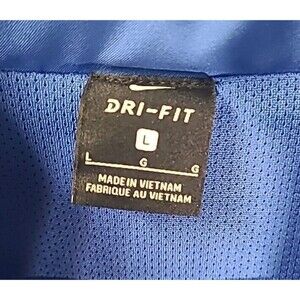 DRI-FIT
L
L G G
MADE IN VIETNAM
FABRIQUE AU VIETNAM